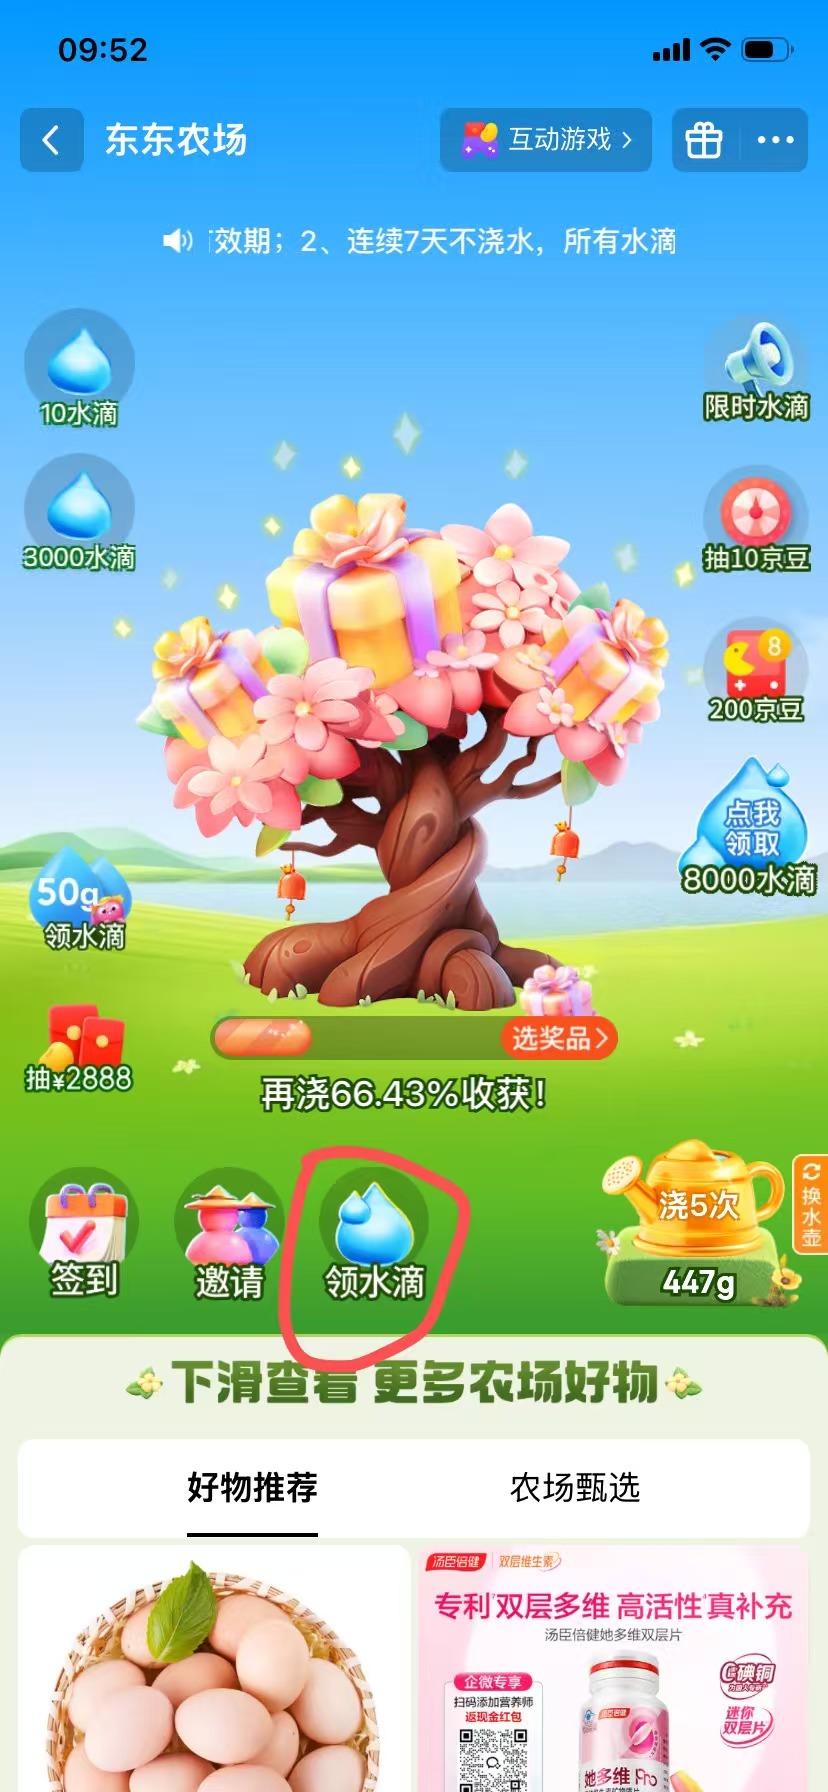 09:52
东东农场
互动游戏
效期；2、连续7天不浇水，所有水滴
10水滴
限时水滴
3000水滴
抽10京豆
8
200京豆
点我
领取
8000水滴
50g
领水滴
抽¥2888
选奖品
再浇66.43%收获！
签到
邀请
领水滴
浇5次
447g
换水壶
下滑查看 更多农场好物
好物推荐
农场甄选
汤臣倍健
双层维生素
专利双层多维 高活性真补充
汤臣倍健她多维双层片
企微专享
扫码添加营养师
返现金红包
C碘铜
迷你
双层片
汤臣倍健
她多维 Pro